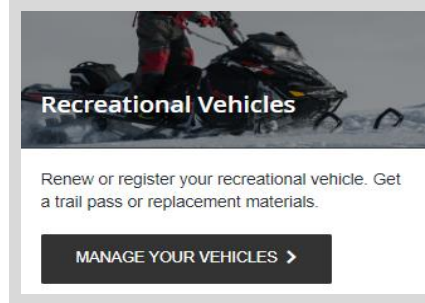 Recreational Vehicles
Renew or register your recreational vehicle. Get
a trail pass or replacement materials.
MANAGE YOUR VEHICLES >